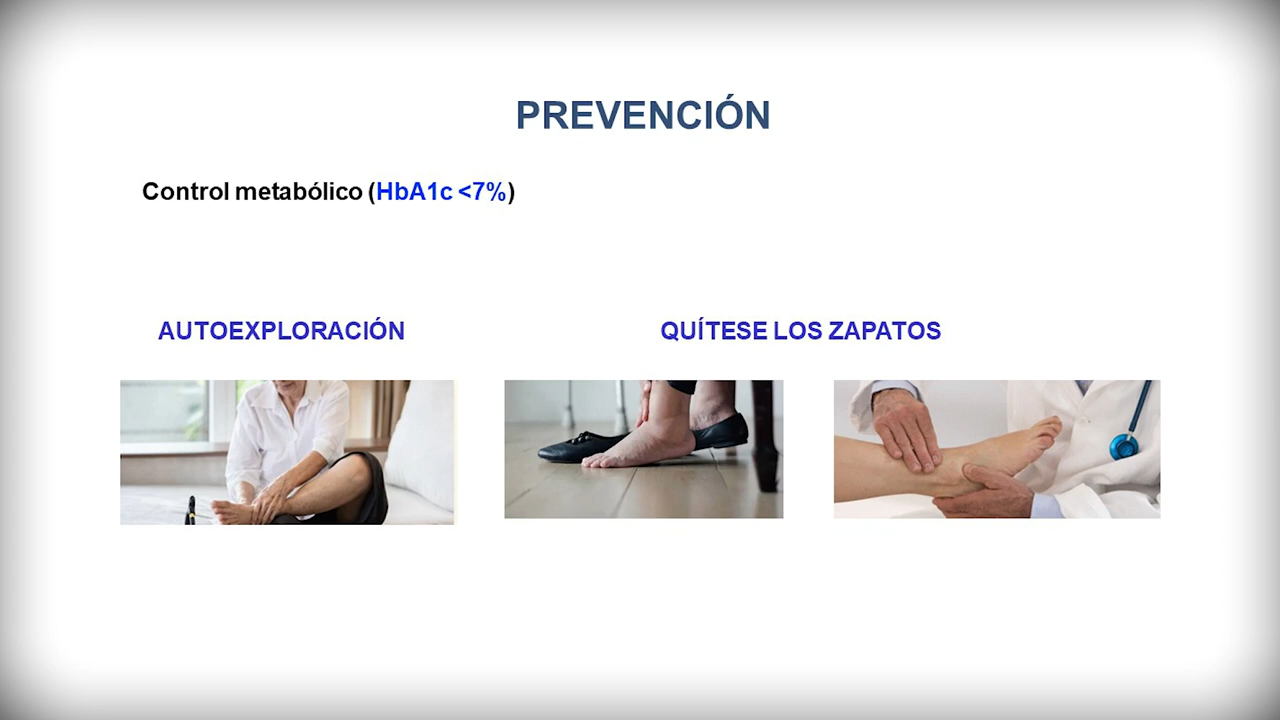 PREVENCIÓN
Control metabólico (HbA1c <7%)
AUTOEXPLORACIÓN
QUÍTESE LOS ZAPATOS